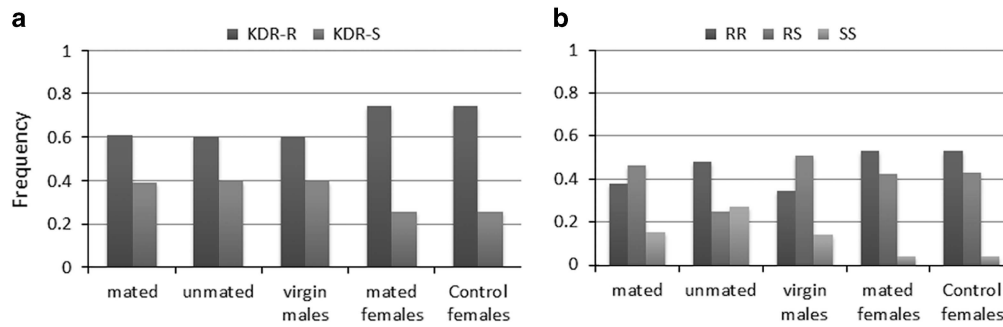 a
KDR-R KDR-S
1
0.8
0.6
0.4
0.2
0
Frequency
mated unmated virgin males mated females Control females
b
RR RS SS
1
0.8
0.6
0.4
0.2
0
mated unmated virgin males mated females Control females